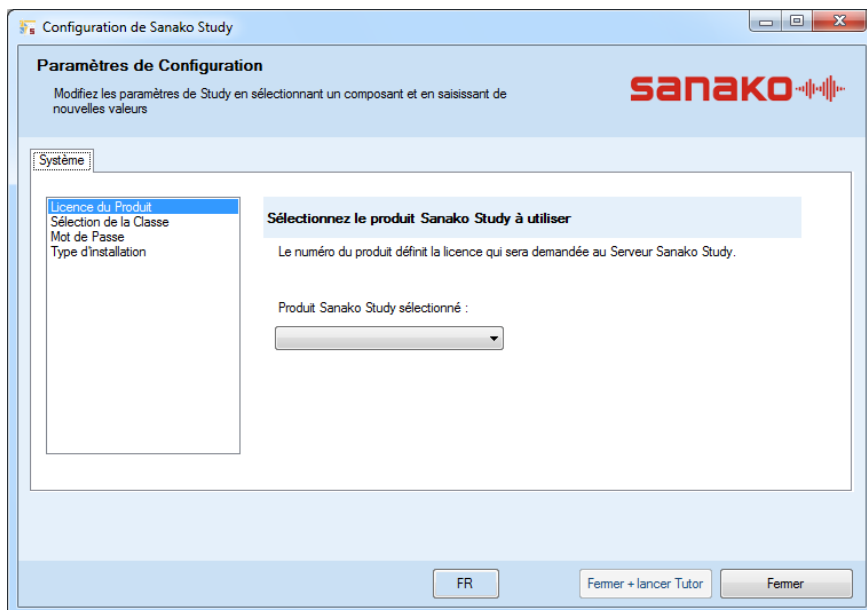 Configuration de Sanako Study
Paramètres de Configuration
Modifiez les paramètres de Study en sélectionnant un composant et en saisissant de
nouvelles valeurs
sanako
Système
Licence du Produit
Sélection de la Classe
Mot de Passe
Type d'installation
Sélectionnez le produit Sanako Study à utiliser
Le numéro du produit définit la licence qui sera demandée au Serveur Sanako Study.
Produit Sanako Study sélectionné :
FR
Fermer + lancer Tutor
Fermer